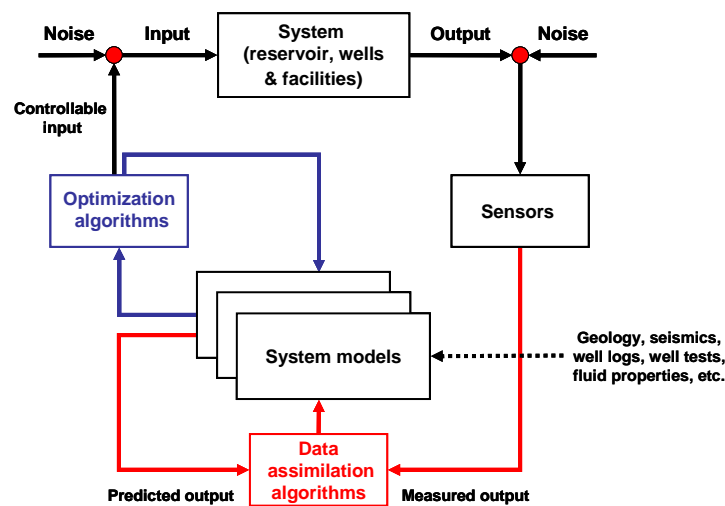 Noise
Input
System
(reservoir, wells
& facilities)
Output
Noise
Controllable
input
Optimization
algorithms
Sensors
System models
Geology, seismics,
well logs, well tests,
fluid properties, etc.
Data
assimilation
algorithms
Predicted output
Measured output